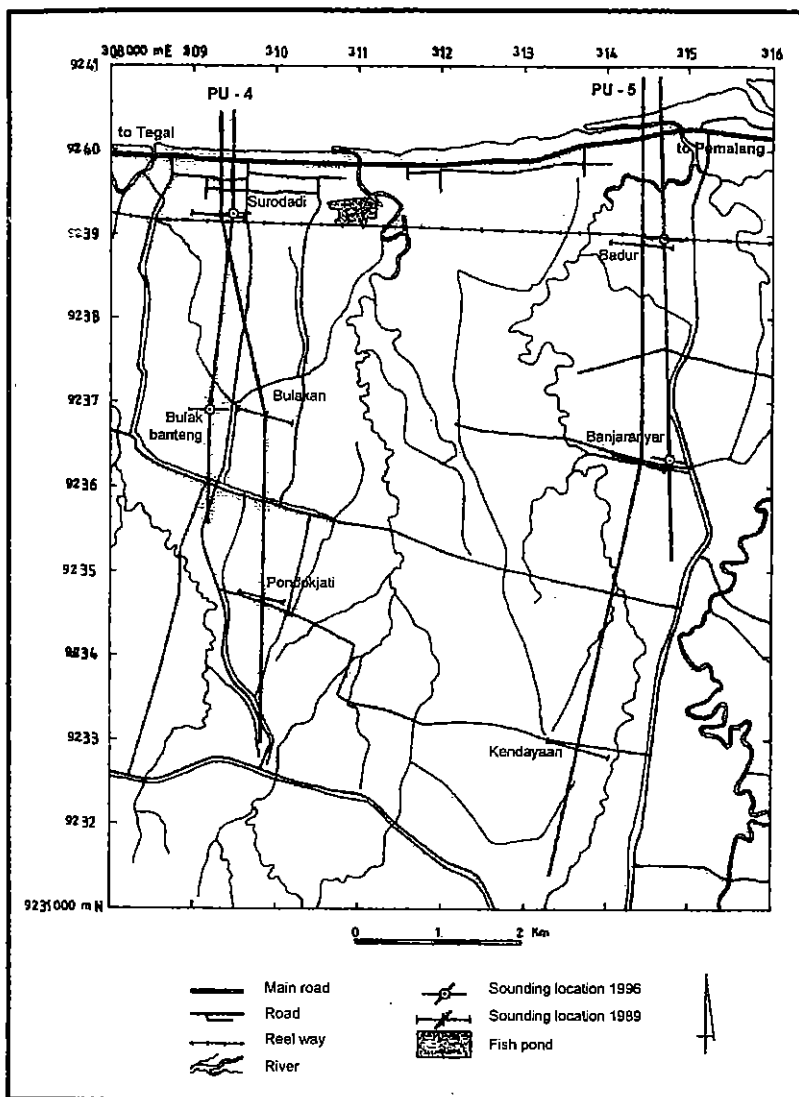 308000 mE 309 310 311 312 313 314 315 316
9241
PU - 4
PU - 5
to Tegal
to Pemalang
9240
Surodadi
9239
Badur
9238
9237
Bulakan
Bulak
banteng
Banjaranyar
9236
9235
Pondokjati
9234
9233
Kendayaan
9232
9231000 mN
0 1 2 Km
Main road
Road
Reel way
River
Sounding location 1996
Sounding location 1989
Fish pond